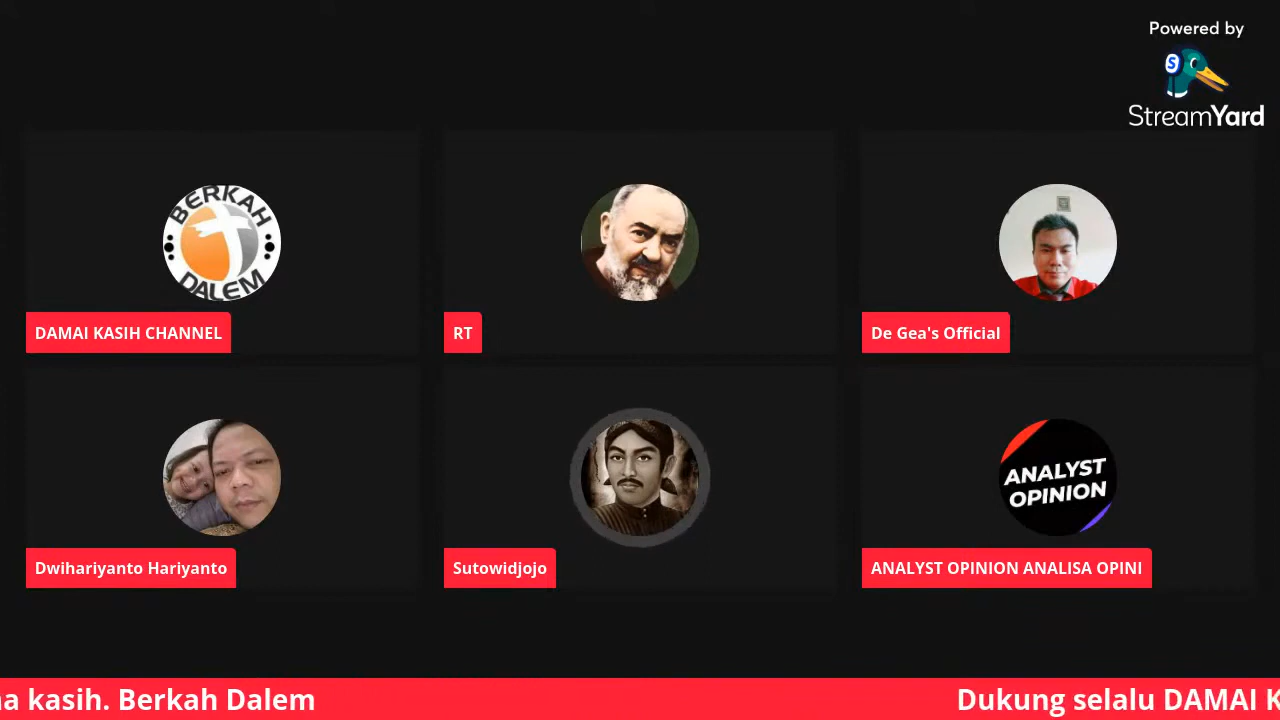 Powered by
S
StreamYard
BERKAH
DALEM
DAMAI KASIH CHANNEL
RT
De Gea's Official
ANALYST
OPINION
Dwihariyanto Hariyanto
Sutowidjojo
ANALYST OPINION ANALISA OPINI
kasih. Berkah Dalem
Dukung selalu DAMAI